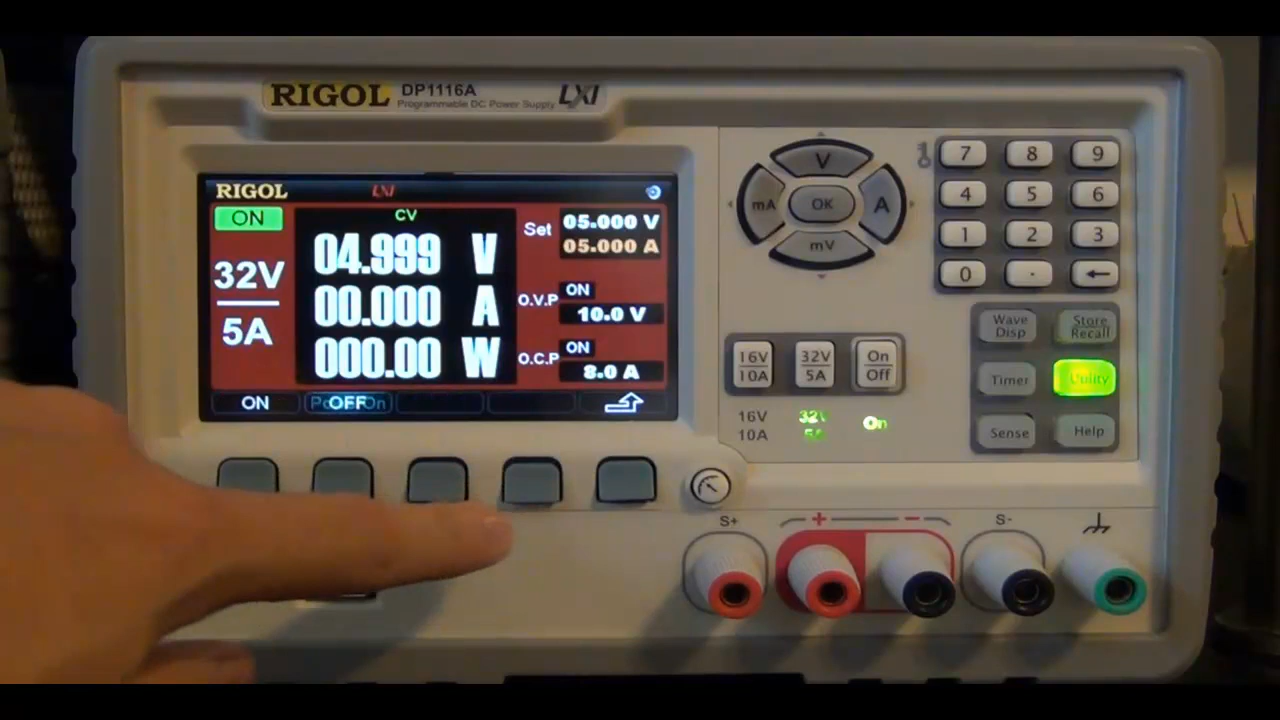 RIGOL DP1116A LXI
Programmable DC Power Supply
RIGOL LXI
ON
32V
5A
CV
04.999 V
00.000 A
000.00 W
Set 05.000 V
05.000 A
O.V.P ON
10.0 V
O.C.P ON
8.0 A
ON OFF
V
mA OK A
mV
7 8 9
4 5 6
1 2 3
0 . ←
16V
10A
32V
5A
On
Off
16V
10A
32V
5A
On
Wave
Disp
Store
Recall
Timer Utility
Sense Help
S+ + − S-